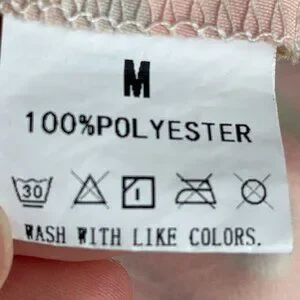 M
100%POLYESTER
30
WASH WITH LIKE COLORS.